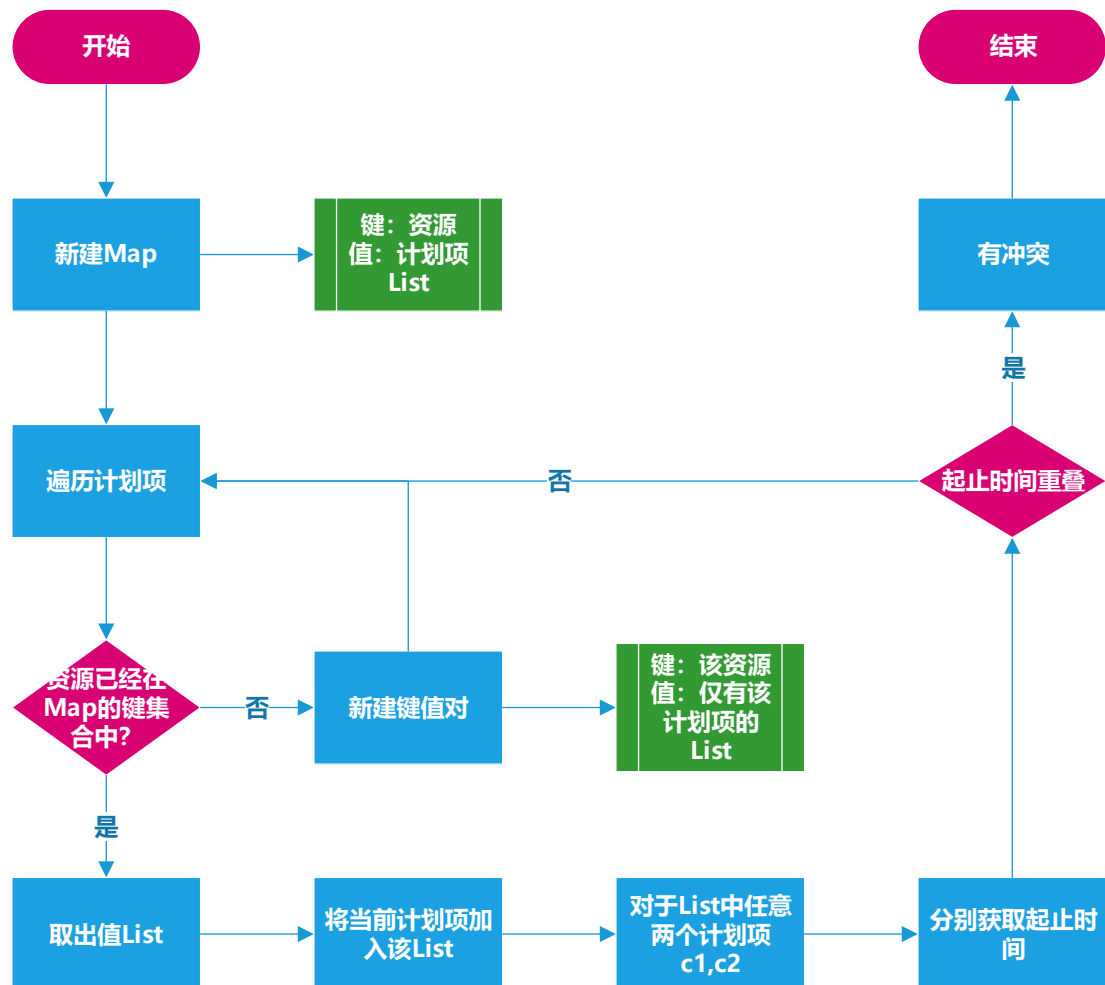 开始
结束
新建Map
键：资源
值：计划项
List
有冲突
是
遍历计划项
否
起止时间重叠
资源已经在
Map的键集
合中？
否
新建键值对
键：该资源
值：仅有该
计划项的
List
是
取出值List
将当前计划项加
入该List
对于List中任意
两个计划项
c1,c2
分别获取起止时
间